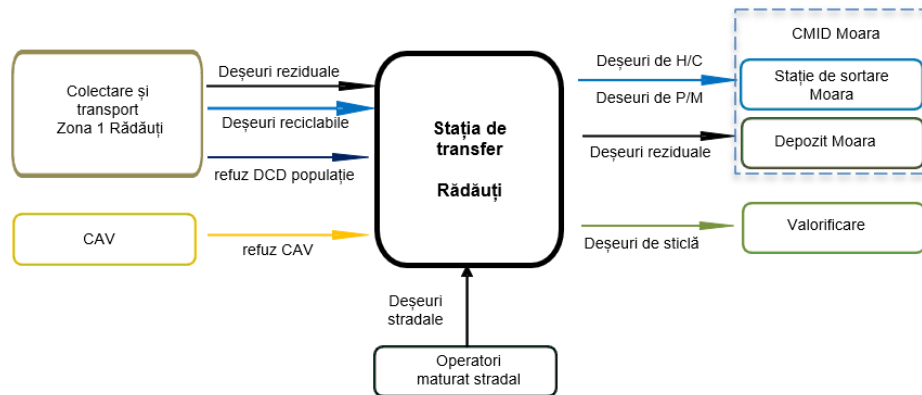 Colectare și
transport
Zona 1 Rădăuți
CAV
Deșeuri reziduale
Deșeuri reciclabile
refuz DCD populație
refuz CAV
Stația de
transfer
Rădăuți
Deșeuri
stradale
Operatori
maturat stradal
Deșeuri de H/C
Deseuri de P/M
Deșeuri reziduale
Deșeuri de sticlă
CMID Moara
Stație de sortare
Moara
Depozit Moara
Valorificare